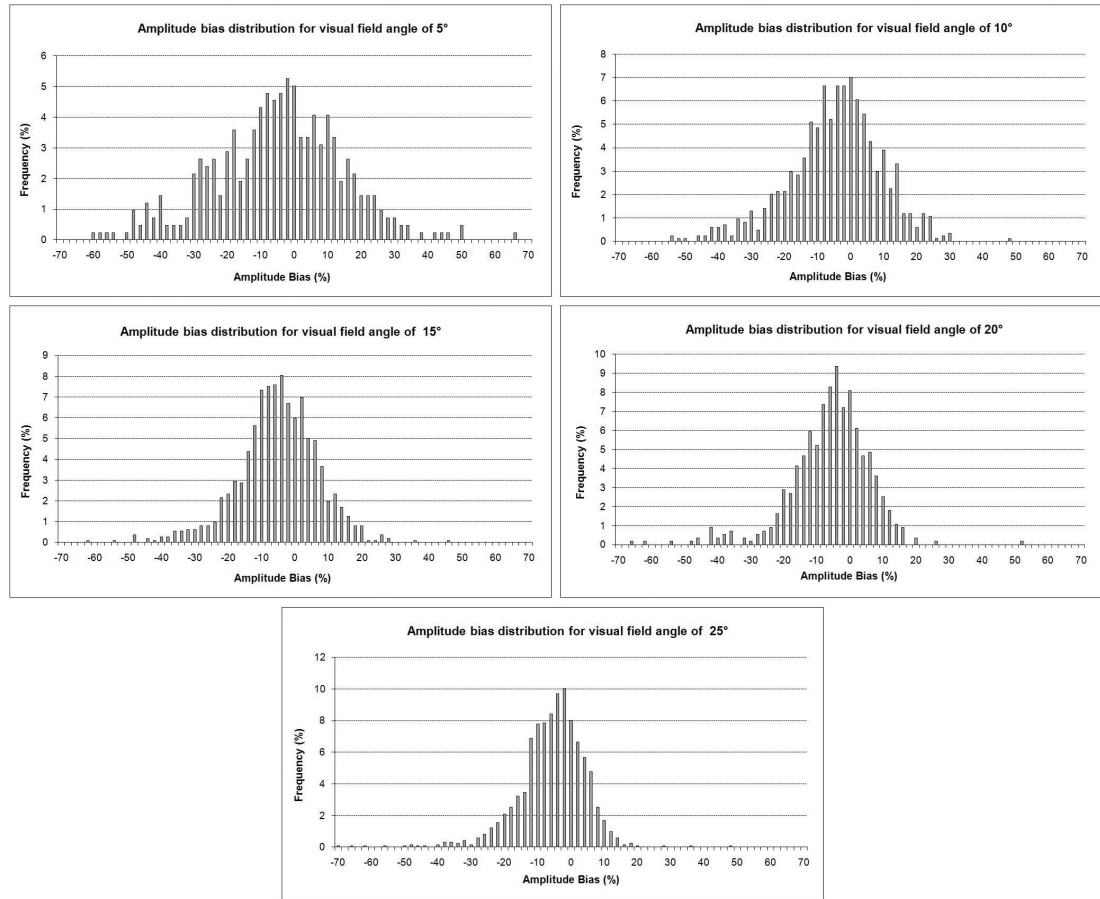 Amplitude bias distribution for visual field angle of 5°
6
5
4
3
2
1
0
Frequency (%)
-70 -60 -50 -40 -30 -20 -10 0 10 20 30 40 50 60 70
Amplitude Bias (%)
Amplitude bias distribution for visual field angle of 10°
8
7
6
5
4
3
2
1
0
Frequency (%)
-70 -60 -50 -40 -30 -20 -10 0 10 20 30 40 50 60 70
Amplitude Bias (%)
Amplitude bias distribution for visual field angle of 15°
9
8
7
6
5
4
3
2
1
0
Frequency (%)
-70 -60 -50 -40 -30 -20 -10 0 10 20 30 40 50 60 70
Amplitude Bias (%)
Amplitude bias distribution for visual field angle of 20°
10
9
8
7
6
5
4
3
2
1
0
Frequency (%)
-70 -60 -50 -40 -30 -20 -10 0 10 20 30 40 50 60 70
Amplitude Bias (%)
Amplitude bias distribution for visual field angle of 25°
12
10
8
6
4
2
0
Frequency (%)
-70 -60 -50 -40 -30 -20 -10 0 10 20 30 40 50 60 70
Amplitude Bias (%)